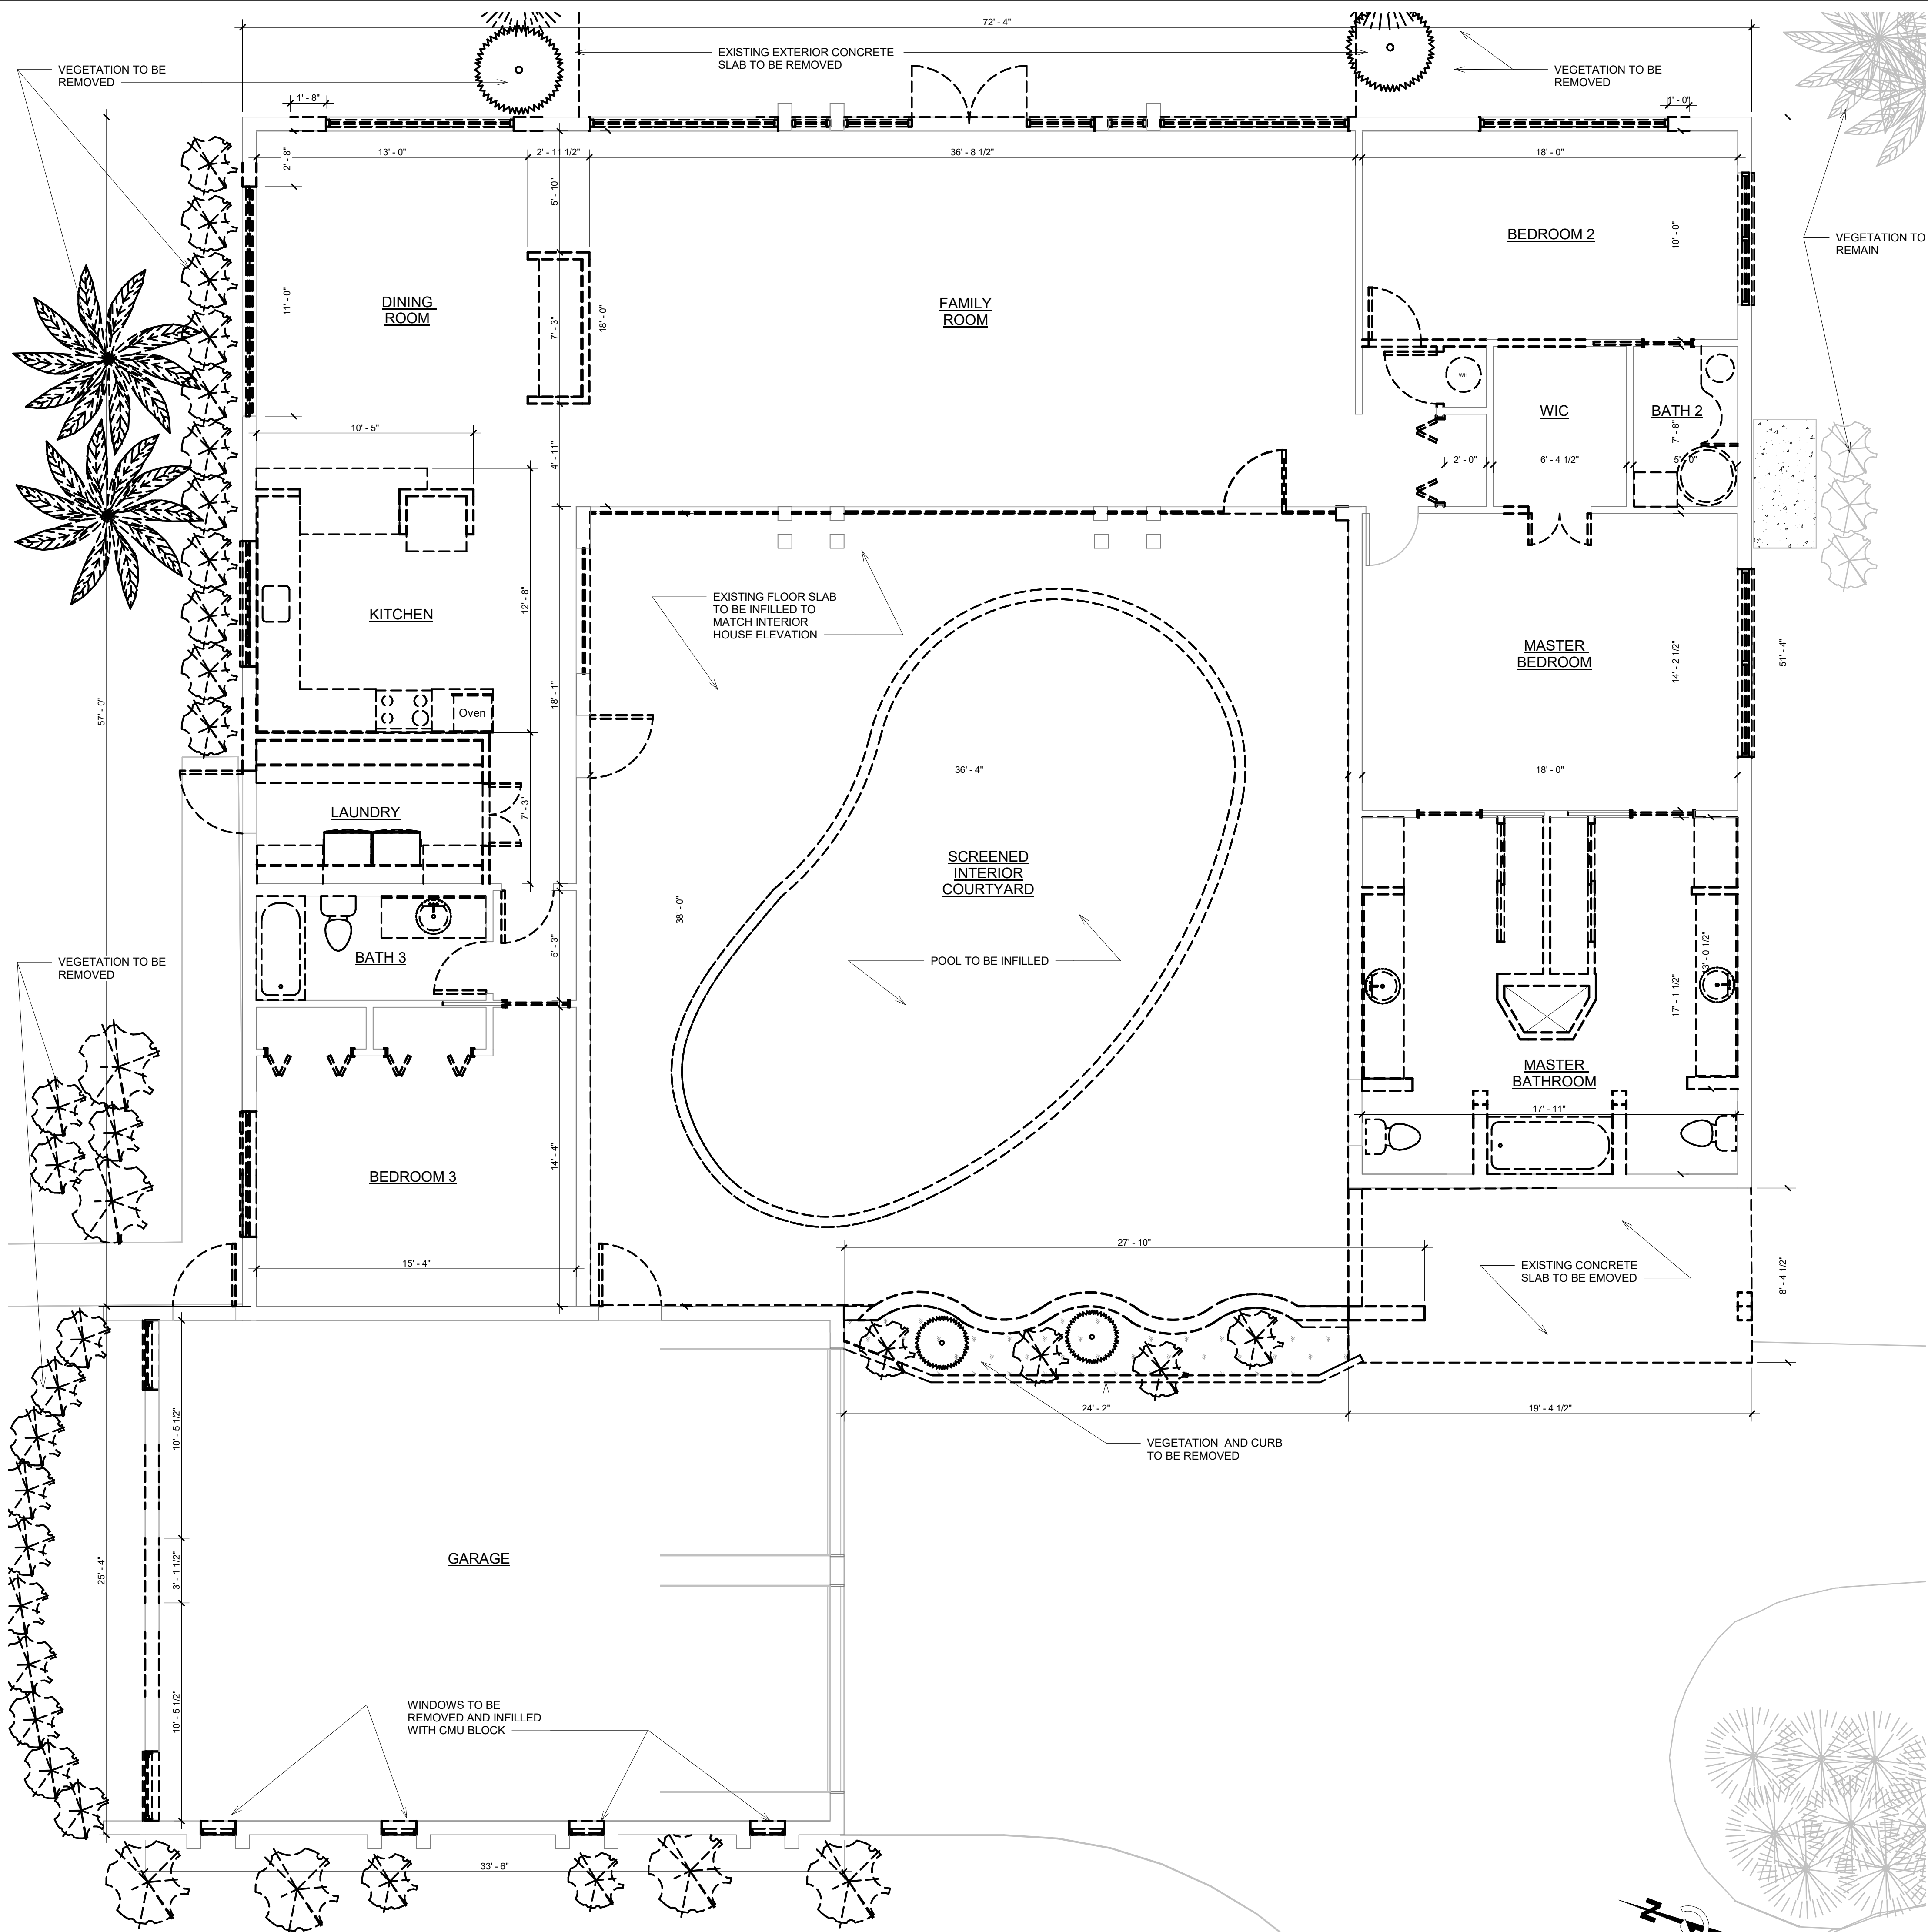 72' - 4"
EXISTING EXTERIOR CONCRETE
SLAB TO BE REMOVED
VEGETATION TO BE
REMOVED
VEGETATION TO BE
REMOVED
1' - 8"
1' - 0"
13' - 0"
2' - 11 1/2"
36' - 8 1/2"
18' - 0"
2' - 8"
5' - 10"
10' - 0"
BEDROOM 2
VEGETATION TO
REMAIN
11' - 0"
DINING
ROOM
7' - 3"
18' - 0"
FAMILY
ROOM
WH
WIC
BATH 2
7' - 8"
10' - 5"
4' - 11"
2' - 0"
6' - 4 1/2"
5' - 0"
KITCHEN
12' - 8"
EXISTING FLOOR SLAB
TO BE INFILLED TO
MATCH INTERIOR
HOUSE ELEVATION
MASTER
BEDROOM
14' - 2 1/2"
51' - 4"
57' - 0"
18' - 1"
Oven
36' - 4"
18' - 0"
LAUNDRY
7' - 3"
SCREENED
INTERIOR
COURTYARD
38' - 0"
VEGETATION TO BE
REMOVED
BATH 3
5' - 3"
POOL TO BE INFILLED
13' - 0 1/2"
17' - 1 1/2"
MASTER
BATHROOM
17' - 11"
BEDROOM 3
14' - 4"
27' - 10"
15' - 4"
EXISTING CONCRETE
SLAB TO BE EMOVED
8' - 4 1/2"
24' - 2"
19' - 4 1/2"
VEGETATION AND CURB
TO BE REMOVED
10' - 5 1/2"
GARAGE
25' - 4"
3' - 1 1/2"
10' - 5 1/2"
WINDOWS TO BE
REMOVED AND INFILLED
WITH CMU BLOCK
33' - 6"
N